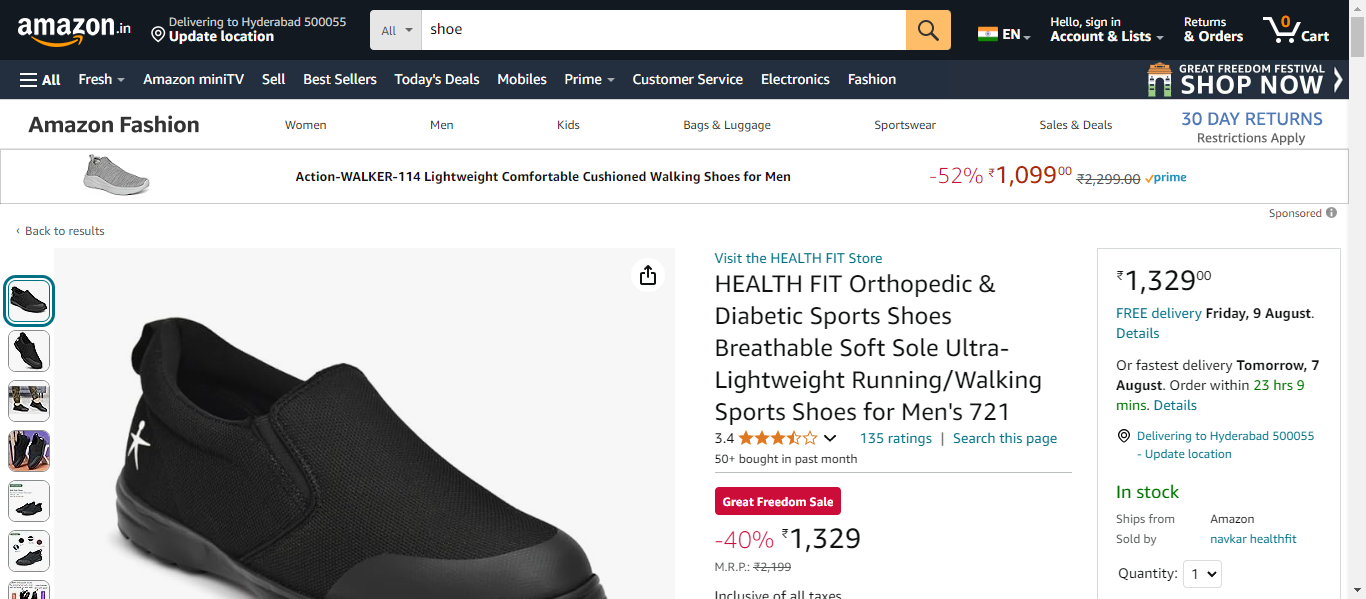 amazon.in
Delivering to Hyderabad 500055
Update location
All
shoe
EN
Hello, sign in
Account & Lists
Returns
& Orders
0
Cart
All
Fresh
Amazon miniTV
Sell
Best Sellers
Today's Deals
Mobiles
Prime
Customer Service
Electronics
Fashion
GREAT FREEDOM FESTIVAL
SHOP NOW
Amazon Fashion
Women
Men
Kids
Bags & Luggage
Sportswear
Sales & Deals
30 DAY RETURNS
Restrictions Apply
Action-WALKER-114 Lightweight Comfortable Cushioned Walking Shoes for Men
-52% ₹1,09900 ₹2,299.00 prime
Sponsored
‹ Back to results
Visit the HEALTH FIT Store
HEALTH FIT Orthopedic &
Diabetic Sports Shoes
Breathable Soft Sole Ultra-
Lightweight Running/Walking
Sports Shoes for Men's 721
3.4
135 ratings | Search this page
50+ bought in past month
Great Freedom Sale
-40% ₹1,329
M.R.P.: ₹2,199
Inclusive of all taxes
₹1,32900
FREE delivery Friday, 9 August.
Details
Or fastest delivery Tomorrow, 7
August. Order within 23 hrs 9
mins. Details
Delivering to Hyderabad 500055
- Update location
In stock
Ships from Amazon
Sold by navkar healthfit
Quantity: 1